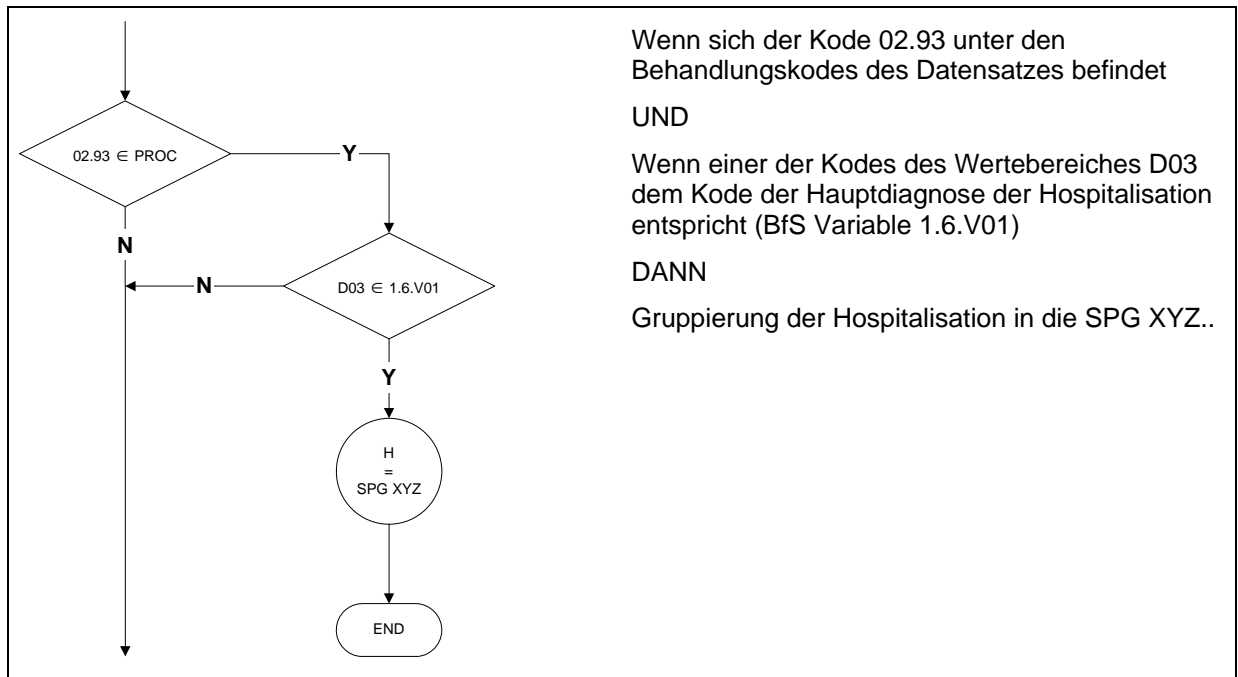 02.93 ∈ PROC
Y
N
D03 ∈ 1.6.V01
N
Y
H
=
SPG XYZ
END
Wenn sich der Kode 02.93 unter den
Behandlungskodes des Datensatzes befindet
UND
Wenn einer der Kodes des Wertebereiches D03
dem Kode der Hauptdiagnose der Hospitalisation
entspricht (BfS Variable 1.6.V01)
DANN
Gruppierung der Hospitalisation in die SPG XYZ..